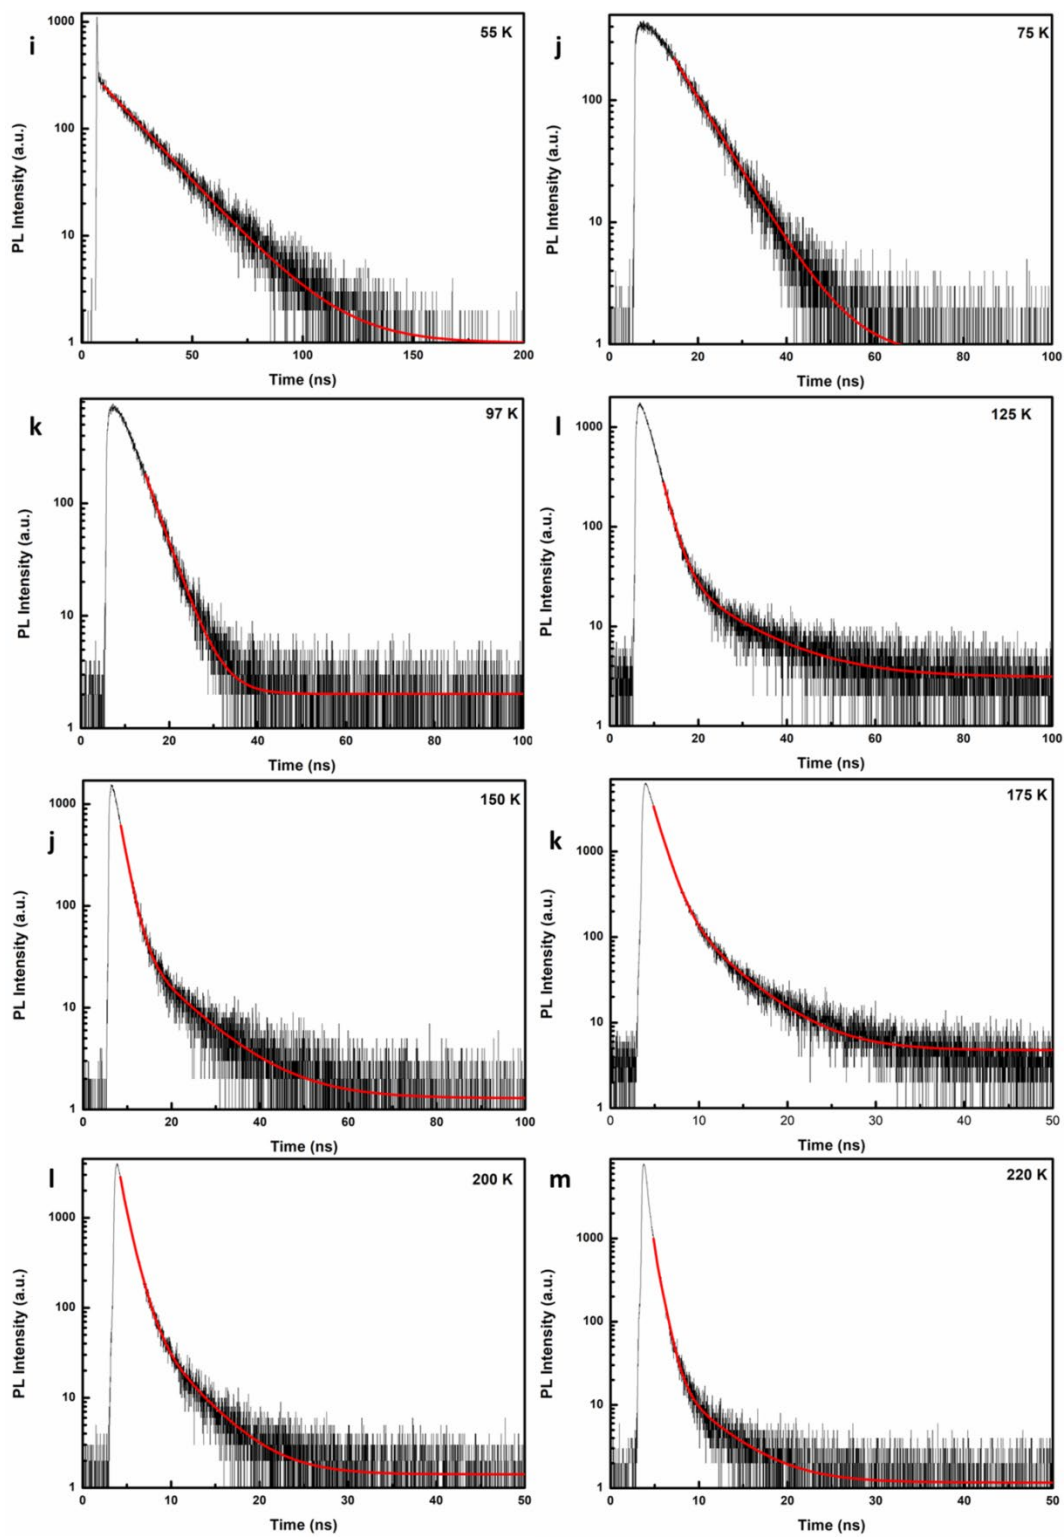 i
55 K
1000
100
10
1
PL Intensity (a.u.)
0 50 100 150 200
Time (ns)
j
75 K
100
10
1
PL Intensity (a.u.)
0 20 40 60 80 100
Time (ns)
k
97 K
100
10
1
PL Intensity (a.u.)
0 20 40 60 80 100
Time (ns)
l
125 K
1000
100
10
1
PL Intensity (a.u.)
0 20 40 60 80 100
Time (ns)
j
150 K
1000
100
10
1
PL Intensity (a.u.)
0 20 40 60 80 100
Time (ns)
k
175 K
1000
100
10
1
PL Intensity (a.u.)
0 10 20 30 40 50
Time (ns)
l
200 K
1000
100
10
1
PL Intensity (a.u.)
0 10 20 30 40 50
Time (ns)
m
220 K
1000
100
10
1
PL Intensity (a.u.)
0 10 20 30 40 50
Time (ns)